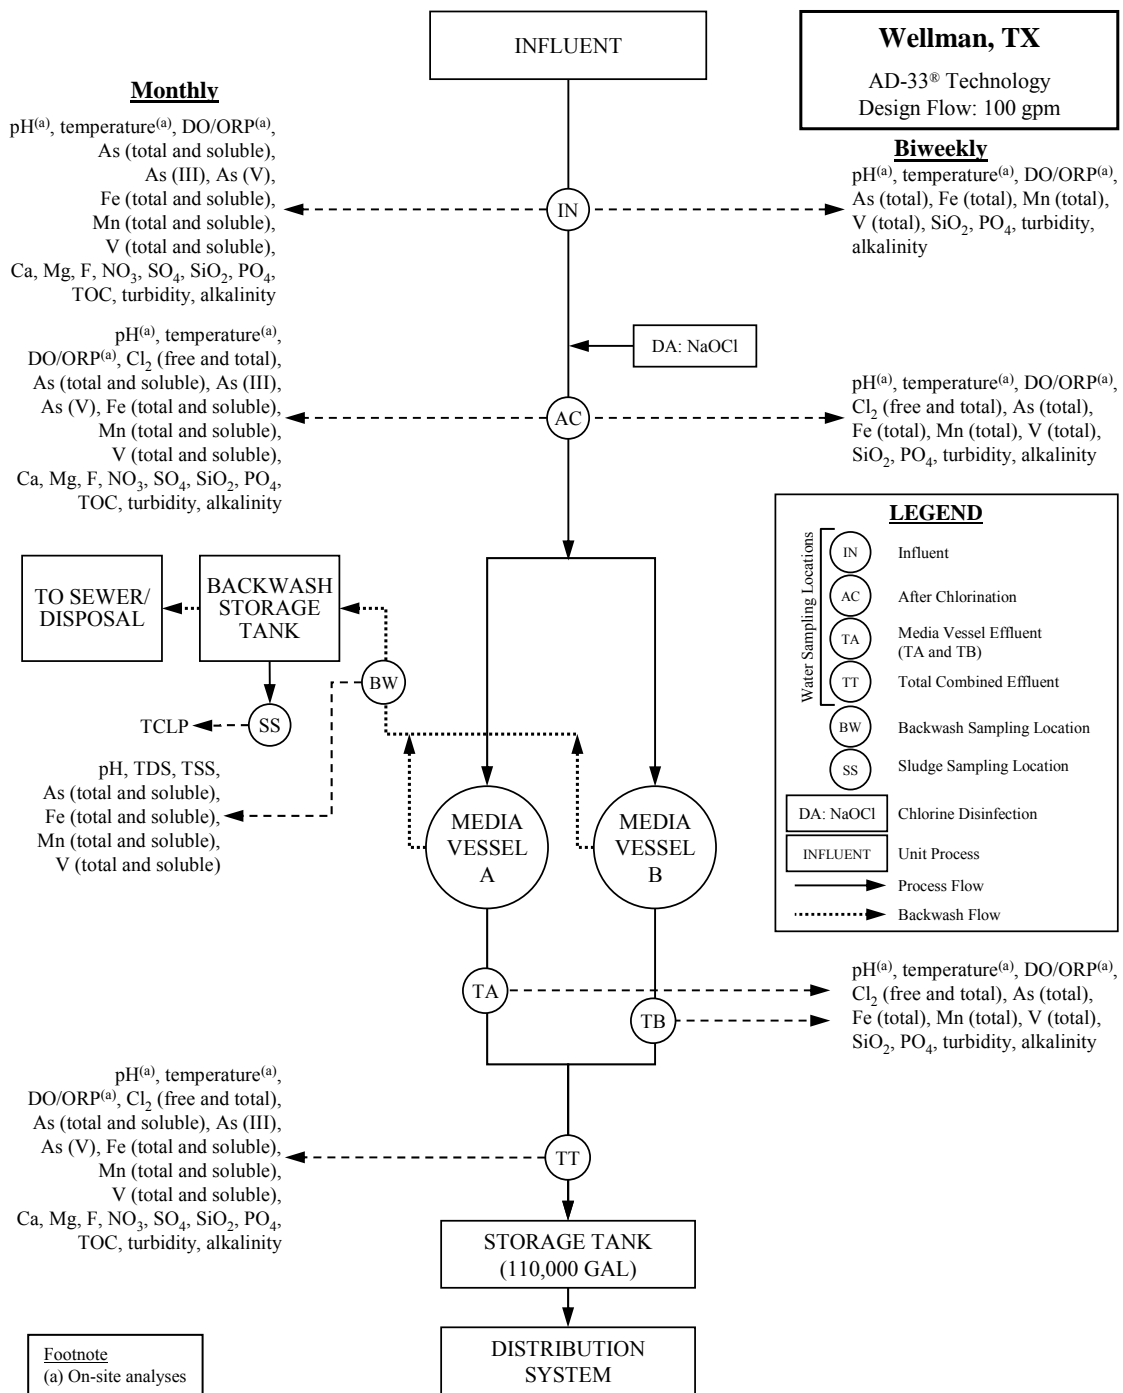 INFLUENT
Wellman, TX
AD-33® Technology
Design Flow: 100 gpm
Monthly
pH(a), temperature(a), DO/ORP(a),
As (total and soluble),
As (III), As (V),
Fe (total and soluble),
Mn (total and soluble),
V (total and soluble),
Ca, Mg, F, NO3, SO4, SiO2, PO4,
TOC, turbidity, alkalinity
IN
Biweekly
pH(a), temperature(a), DO/ORP(a),
As (total), Fe (total), Mn (total),
V (total), SiO2, PO4, turbidity,
alkalinity
DA: NaOCl
pH(a), temperature(a),
DO/ORP(a), Cl2 (free and total),
As (total and soluble), As (III),
As (V), Fe (total and soluble),
Mn (total and soluble),
V (total and soluble),
Ca, Mg, F, NO3, SO4, SiO2, PO4,
TOC, turbidity, alkalinity
AC
pH(a), temperature(a), DO/ORP(a),
Cl2 (free and total), As (total),
Fe (total), Mn (total), V (total),
SiO2, PO4, turbidity, alkalinity
LEGEND
Water Sampling Locations
IN
Influent
AC
After Chlorination
TA
Media Vessel Effluent
(TA and TB)
TT
Total Combined Effluent
BW
Backwash Sampling Location
SS
Sludge Sampling Location
DA: NaOCl
Chlorine Disinfection
INFLUENT
Unit Process
Process Flow
Backwash Flow
TO SEWER/
DISPOSAL
BACKWASH
STORAGE
TANK
BW
SS
TCLP
pH, TDS, TSS,
As (total and soluble),
Fe (total and soluble),
Mn (total and soluble),
V (total and soluble)
MEDIA
VESSEL
A
MEDIA
VESSEL
B
TA
TB
pH(a), temperature(a), DO/ORP(a),
Cl2 (free and total), As (total),
Fe (total), Mn (total), V (total),
SiO2, PO4, turbidity, alkalinity
pH(a), temperature(a),
DO/ORP(a), Cl2 (free and total),
As (total and soluble), As (III),
As (V), Fe (total and soluble),
Mn (total and soluble),
V (total and soluble),
Ca, Mg, F, NO3, SO4, SiO2, PO4,
TOC, turbidity, alkalinity
TT
STORAGE TANK
(110,000 GAL)
DISTRIBUTION
SYSTEM
Footnote
(a) On-site analyses